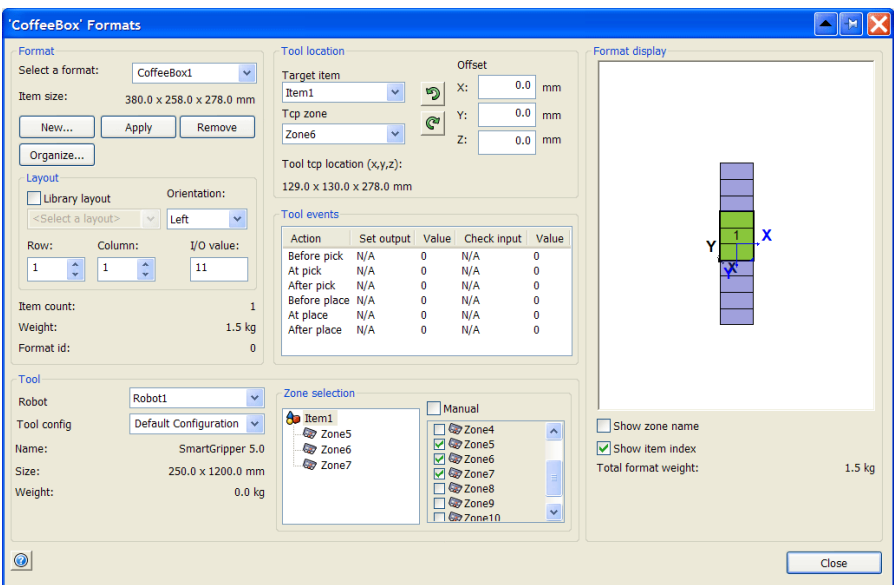 'CoffeeBox' Formats
Format
Select a format:
CoffeeBox1
Item size:
380.0 x 258.0 x 278.0 mm
New...
Apply
Remove
Organize...
Layout
Library layout
Orientation:
<Select a layout>
Left
Row:
Column:
I/O value:
1
1
11
Item count:
1
Weight:
1.5 kg
Format id:
0
Tool location
Target item
Item1
Tcp zone
Zone6
Offset
X:
0.0
mm
Y:
0.0
mm
Z:
0.0
mm
Tool tcp location (x,y,z):
129.0 x 130.0 x 278.0 mm
Tool events
Action Set output Value Check input Value
Before pick N/A 0 N/A 0
At pick N/A 0 N/A 0
After pick N/A 0 N/A 0
Before place N/A 0 N/A 0
At place N/A 0 N/A 0
After place N/A 0 N/A 0
Format display
1
X
Y
X
Y
Show zone name
Show item index
Total format weight:
1.5 kg
Tool
Robot
Robot1
Tool config
Default Configuration
Name:
SmartGripper 5.0
Size:
250.0 x 1200.0 mm
Weight:
0.0 kg
Zone selection
Item1
Zone5
Zone6
Zone7
Manual
Zone4
Zone5
Zone6
Zone7
Zone8
Zone9
Zone10
Close